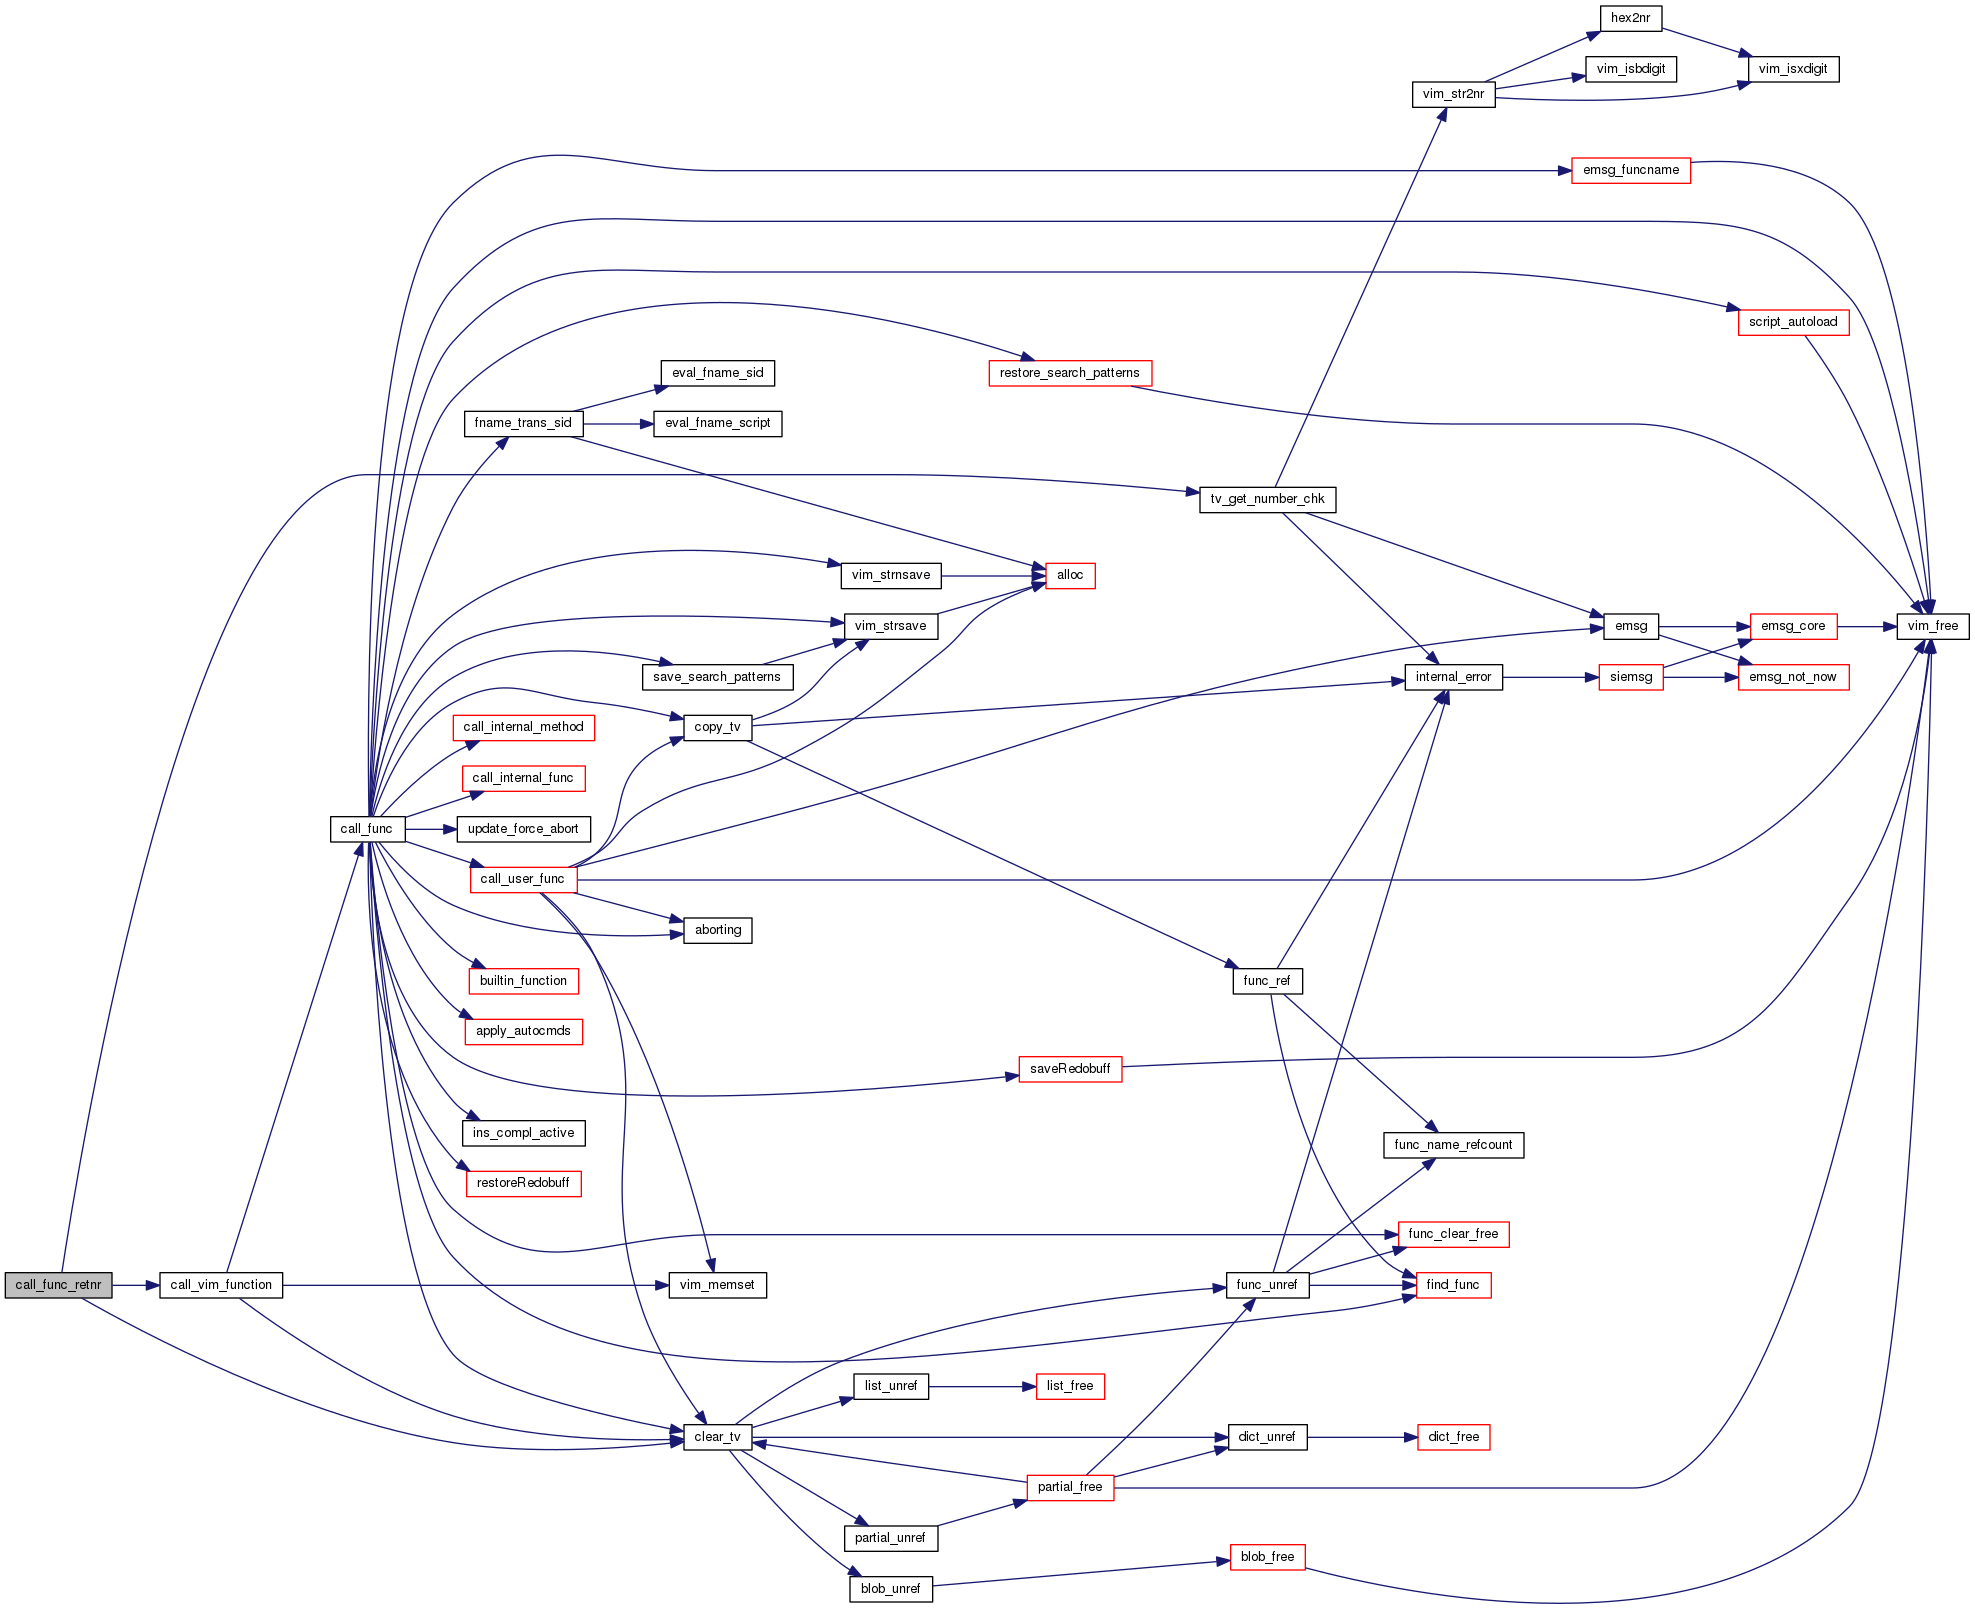 hex2nr
vim_isbdigit
vim_isxdigit
vim_str2nr
emsg_funcname
script_autoload
restore_search_patterns
eval_fname_sid
fname_trans_sid
eval_fname_script
tv_get_number_chk
vim_strnsave
alloc
vim_strsave
emsg
emsg_core
vim_free
save_search_patterns
internal_error
siemsg
emsg_not_now
call_internal_method
copy_tv
call_internal_func
call_func
update_force_abort
call_user_func
aborting
builtin_function
func_ref
apply_autocmds
saveRedobuff
ins_compl_active
func_name_refcount
restoreRedobuff
func_clear_free
call_func_retnr
call_vim_function
vim_memset
func_unref
find_func
list_unref
list_free
clear_tv
dict_unref
dict_free
partial_free
partial_unref
blob_free
blob_unref